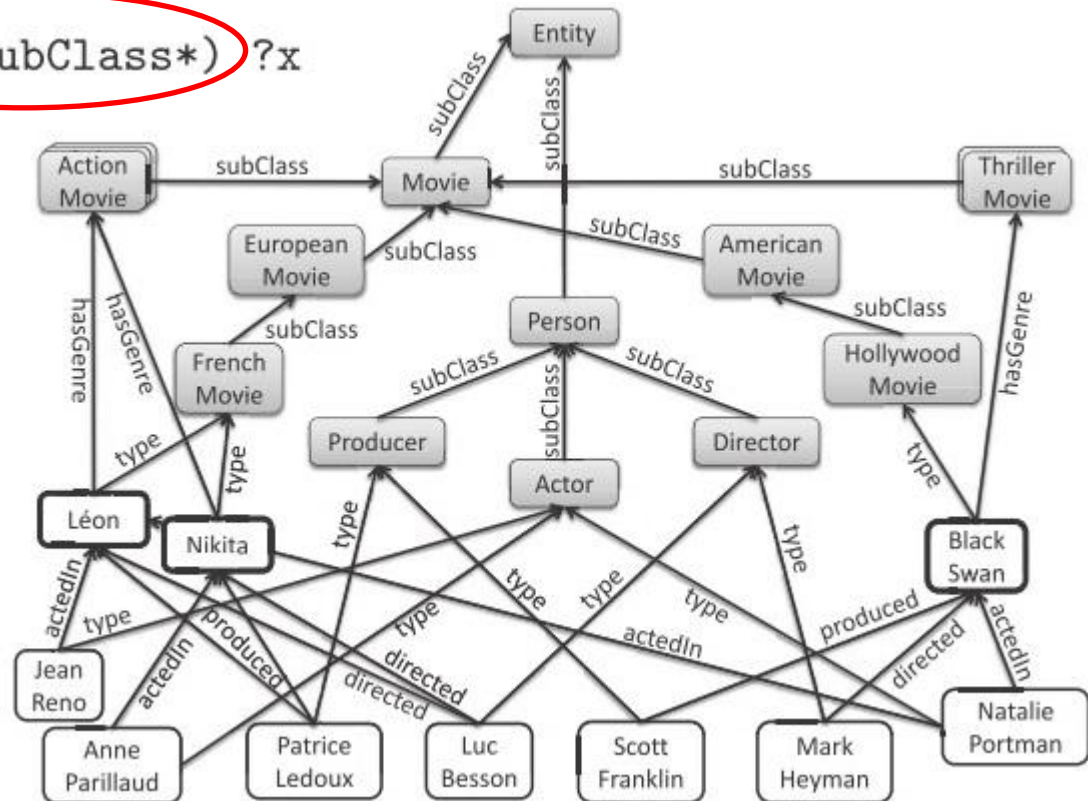 ubClass*) ?x
Entity
subClass
subClass
Action
Movie
subClass
Movie
subClass
Thriller
Movie
European
Movie
subClass
subClass
American
Movie
hasGenre
hasGenre
subClass
Person
subClass
hasGenre
French
Movie
subClass
subClass
Hollywood
Movie
Producer
subClass
Director
type
type
Actor
type
Léon
Nikita
type
type
Black
Swan
actedIn
type
produced
type
type
type
type
produced
actedIn
actedIn
directed
directed
actedIn
directed
Jean
Reno
Anne
Parillaud
Patrice
Ledoux
Luc
Besson
Scott
Franklin
Mark
Heyman
Natalie
Portman